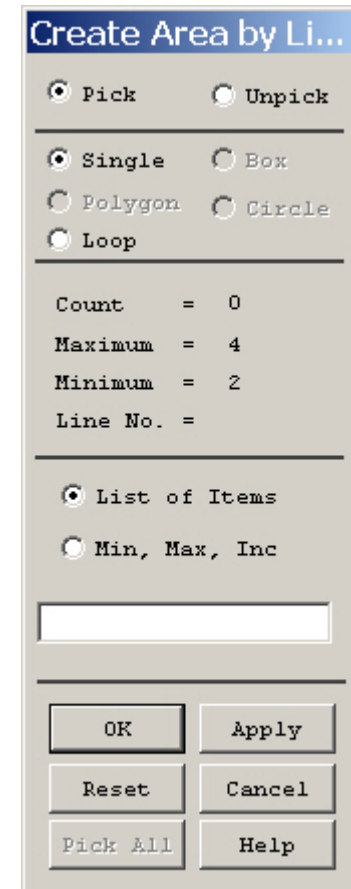 Create Area by Li...
Pick Unpick
Single Box
Polygon Circle
Loop
Count = 0
Maximum = 4
Minimum = 2
Line No. =
List of Items
Min, Max, Inc
OK Apply
Reset Cancel
Pick All Help